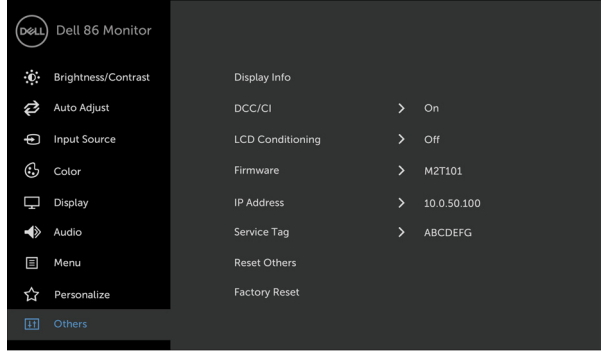 DELL Dell 86 Monitor
Brightness/Contrast
Auto Adjust
Input Source
Color
Display
Audio
Menu
Personalize
Others
Display Info
DCC/CI > On
LCD Conditioning > Off
Firmware > M2T101
IP Address > 10.0.50.100
Service Tag > ABCDEFG
Reset Others
Factory Reset